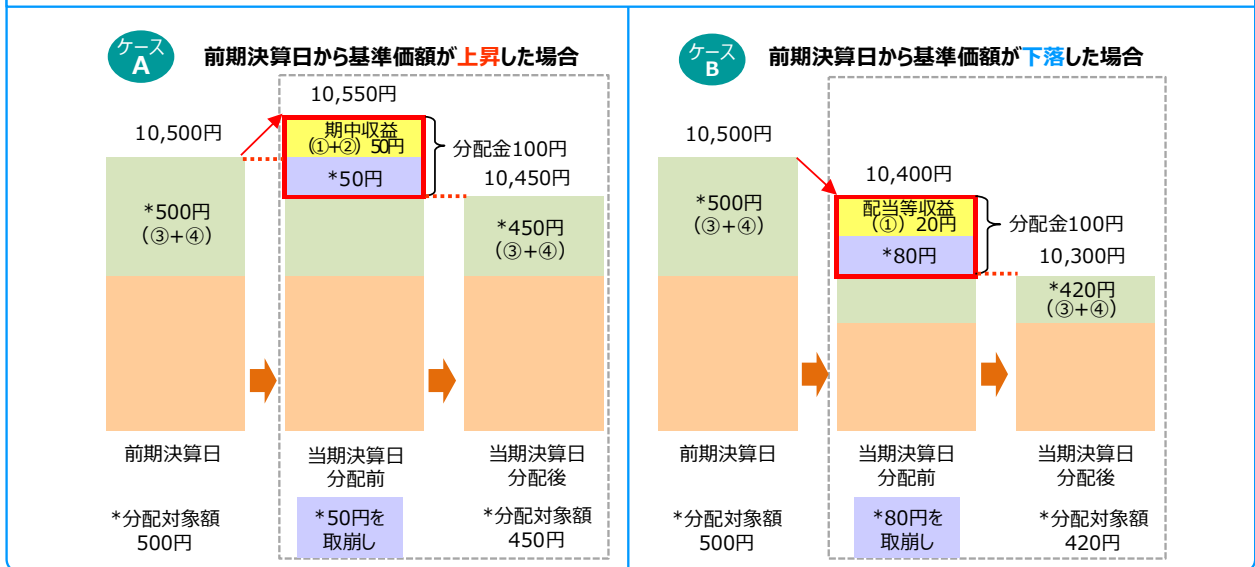 ケース
A
前期決算日から基準価額が上昇した場合
10,550円
10,500円
期中収益
(①+②) 50円
*50円
分配金100円
10,450円
*500円
(③+④)
*450円
(③+④)
前期決算日
当期決算日
分配前
当期決算日
分配後
*分配対象額
500円
*50円を
取崩し
*分配対象額
450円
ケース
B
前期決算日から基準価額が下落した場合
10,500円
10,400円
配当等収益
(①) 20円
*80円
分配金100円
10,300円
*500円
(③+④)
*420円
(③+④)
前期決算日
当期決算日
分配前
当期決算日
分配後
*分配対象額
500円
*80円を
取崩し
*分配対象額
420円